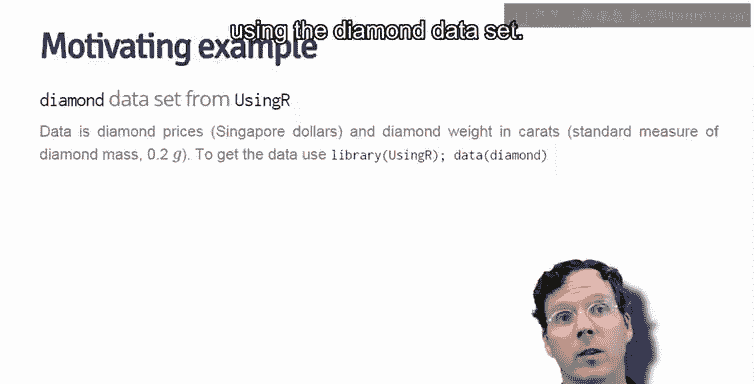 using the diamond data set.
Motivating example
diamond data set from UsingR
Data is diamond prices (Singapore dollars) and diamond weight in carats (standard measure of
diamond mass, 0.2 g). To get the data use library(UsingR); data(diamond)